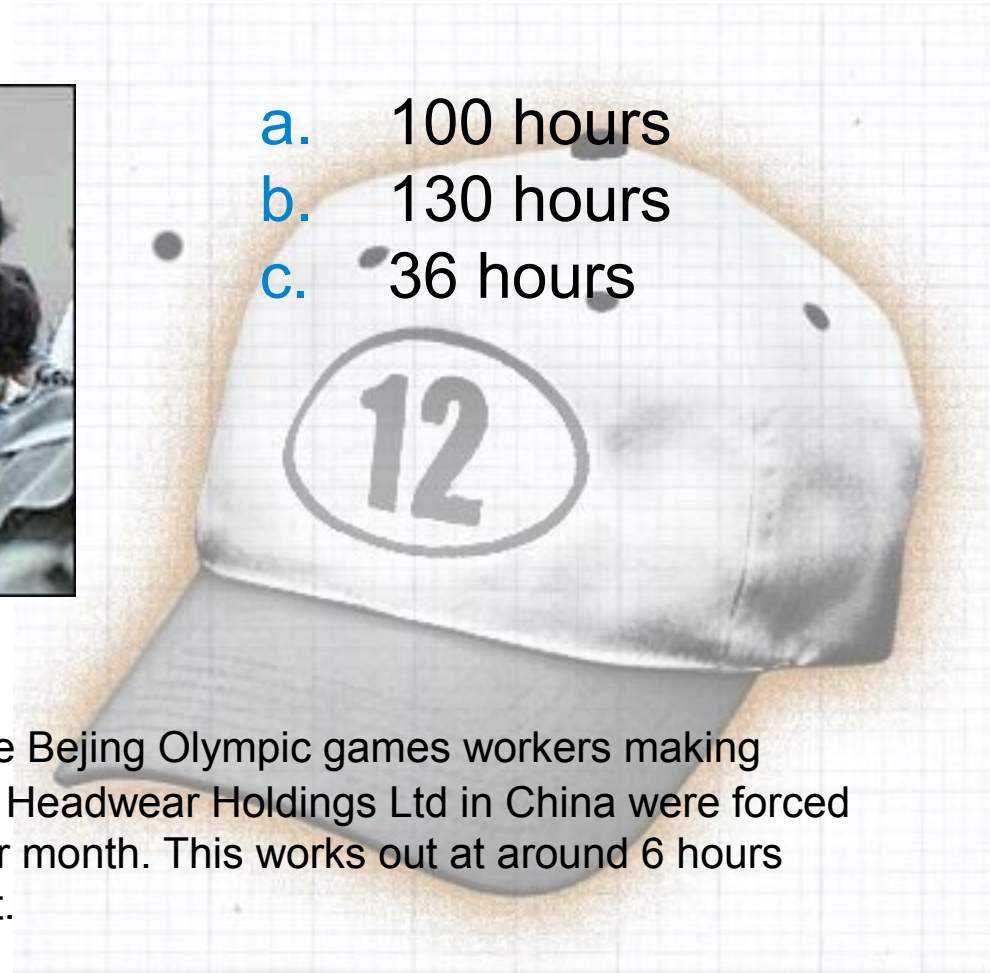 a. 100 hours
b. 130 hours
c. 36 hours
12
Bejing Olympic games workers making
Headwear Holdings Ltd in China were forced
month. This works out at around 6 hours